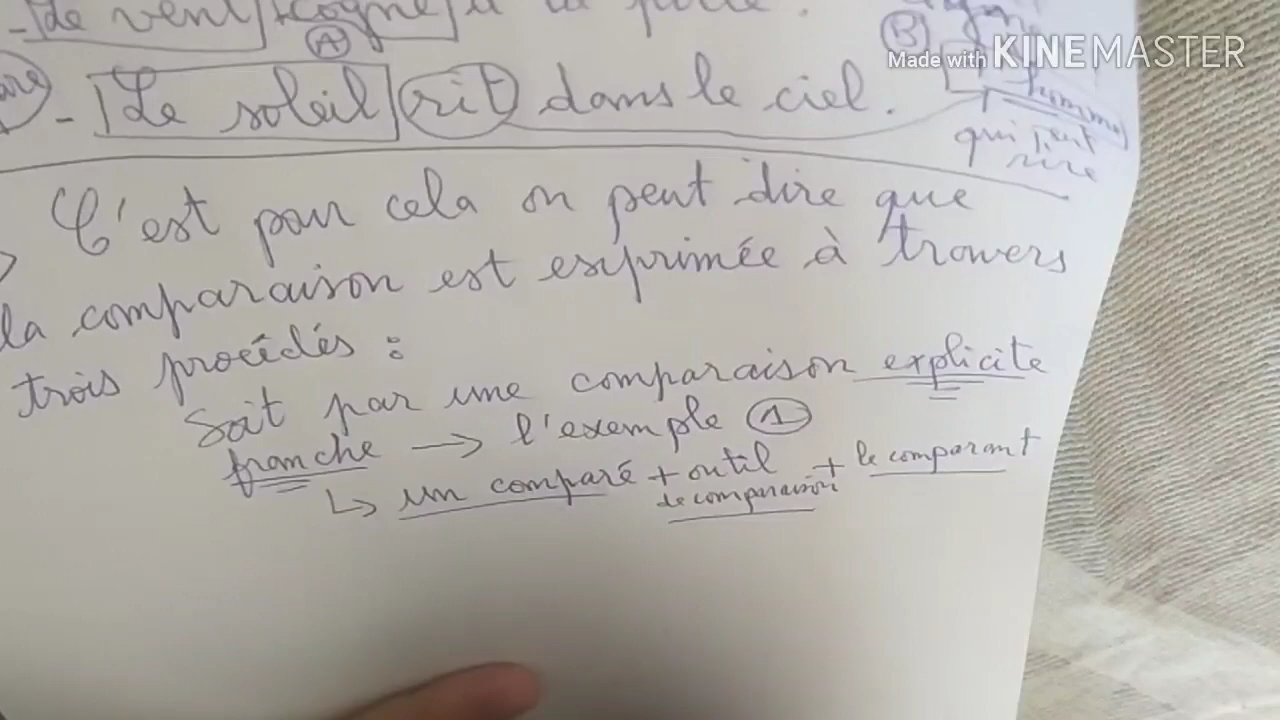 - Le vent cogne à la porte.
A
B
Made with KINEMASTER
- Le soleil rit dans le ciel.
qui peut
rire
C'est pour cela on peut dire que
la comparaison est exprimée à travers
trois procédés :
Soit par une comparaison explicite
franche → l'exemple 1
↳ un comparé + outil de comparaison + le comparant